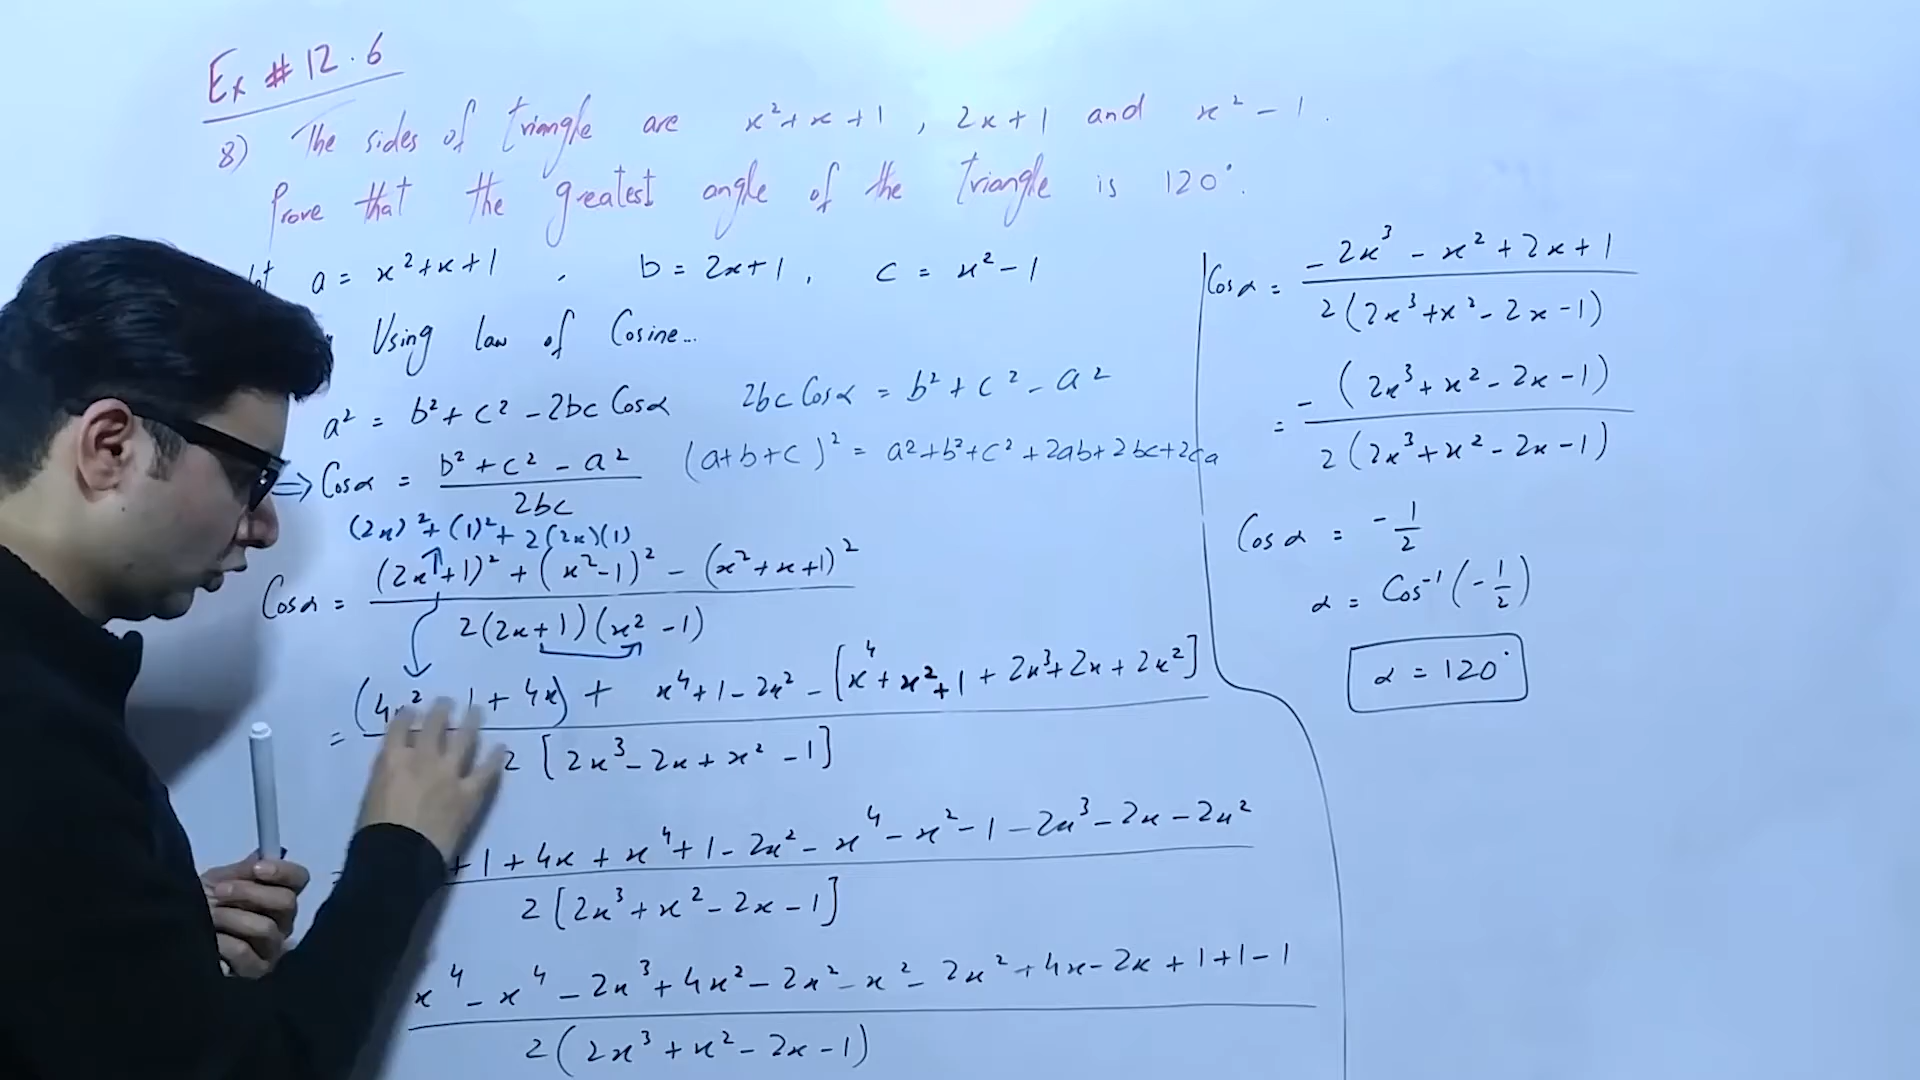 Ex # 12.6
8) The sides of triangle are x²+x+1, 2x+1 and x²-1.
Prove that the greatest angle of the triangle is 120°.
a = x²+x+1, b = 2x+1, c = x²-1
Using law of Cosine...
a² = b²+c²-2bc Cosα 2bc Cosα = b²+c²-a²
⇒ Cosα = (b²+c²-a²)/2bc (a+b+c)² = a²+b²+c²+2ab+2bc+2ca
(2x)²+(1)²+2(2x)(1)
Cosα = ((2x+1)²+(x²-1)²-(x²+x+1)²)/(2(2x+1)(x²-1))
= ((4x² 1+4x)+ x⁴+1-2x²-[x⁴+x²+1+2x³+2x+2x²])/(2[2x³-2x+x²-1])
(+1+4x+x⁴+1-2x²-x⁴-x²-1-2x³-2x-2x²)/(2[2x³+x²-2x-1])
(x⁴-x⁴-2x³+4x²-2x²-x²-2x²+4x-2x+1+1-1)/(2(2x³+x²-2x-1))
Cosα = (-2x³-x²+2x+1)/(2(2x³+x²-2x-1))
= -(2x³+x²-2x-1)/(2(2x³+x²-2x-1))
Cosα = -1/2
α = Cos⁻¹(-1/2)
α = 120°